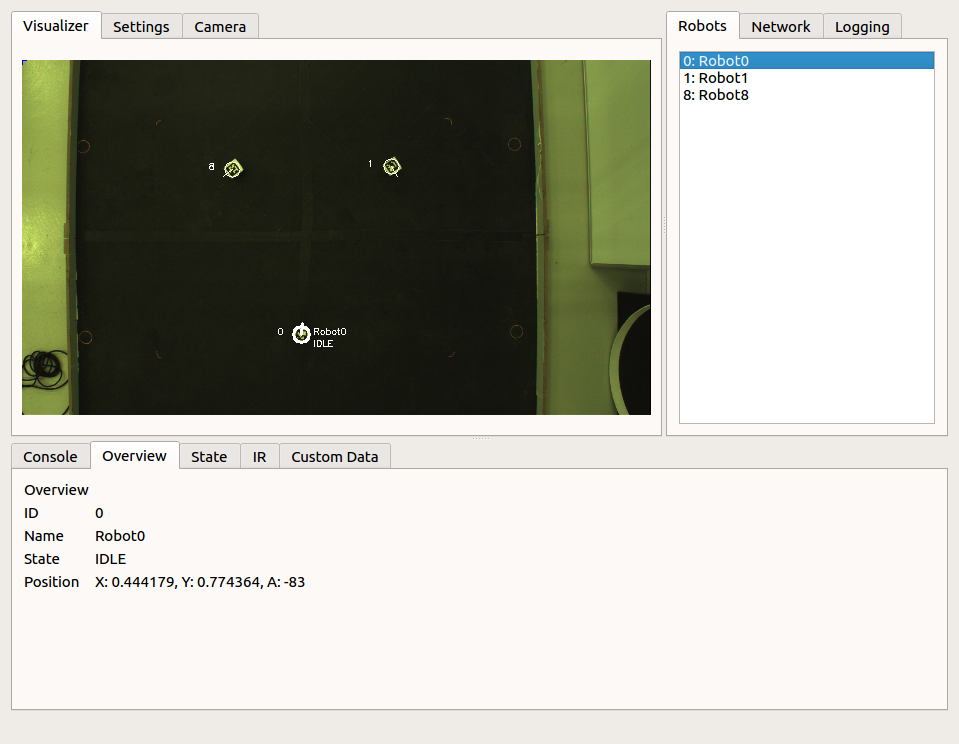 Visualizer Settings Camera
Robots Network Logging
0: Robot0
1: Robot1
8: Robot8
8
1
0 Robot0
IDLE
Console Overview State IR Custom Data
Overview
ID 0
Name Robot0
State IDLE
Position X: 0.444179, Y: 0.774364, A: -83